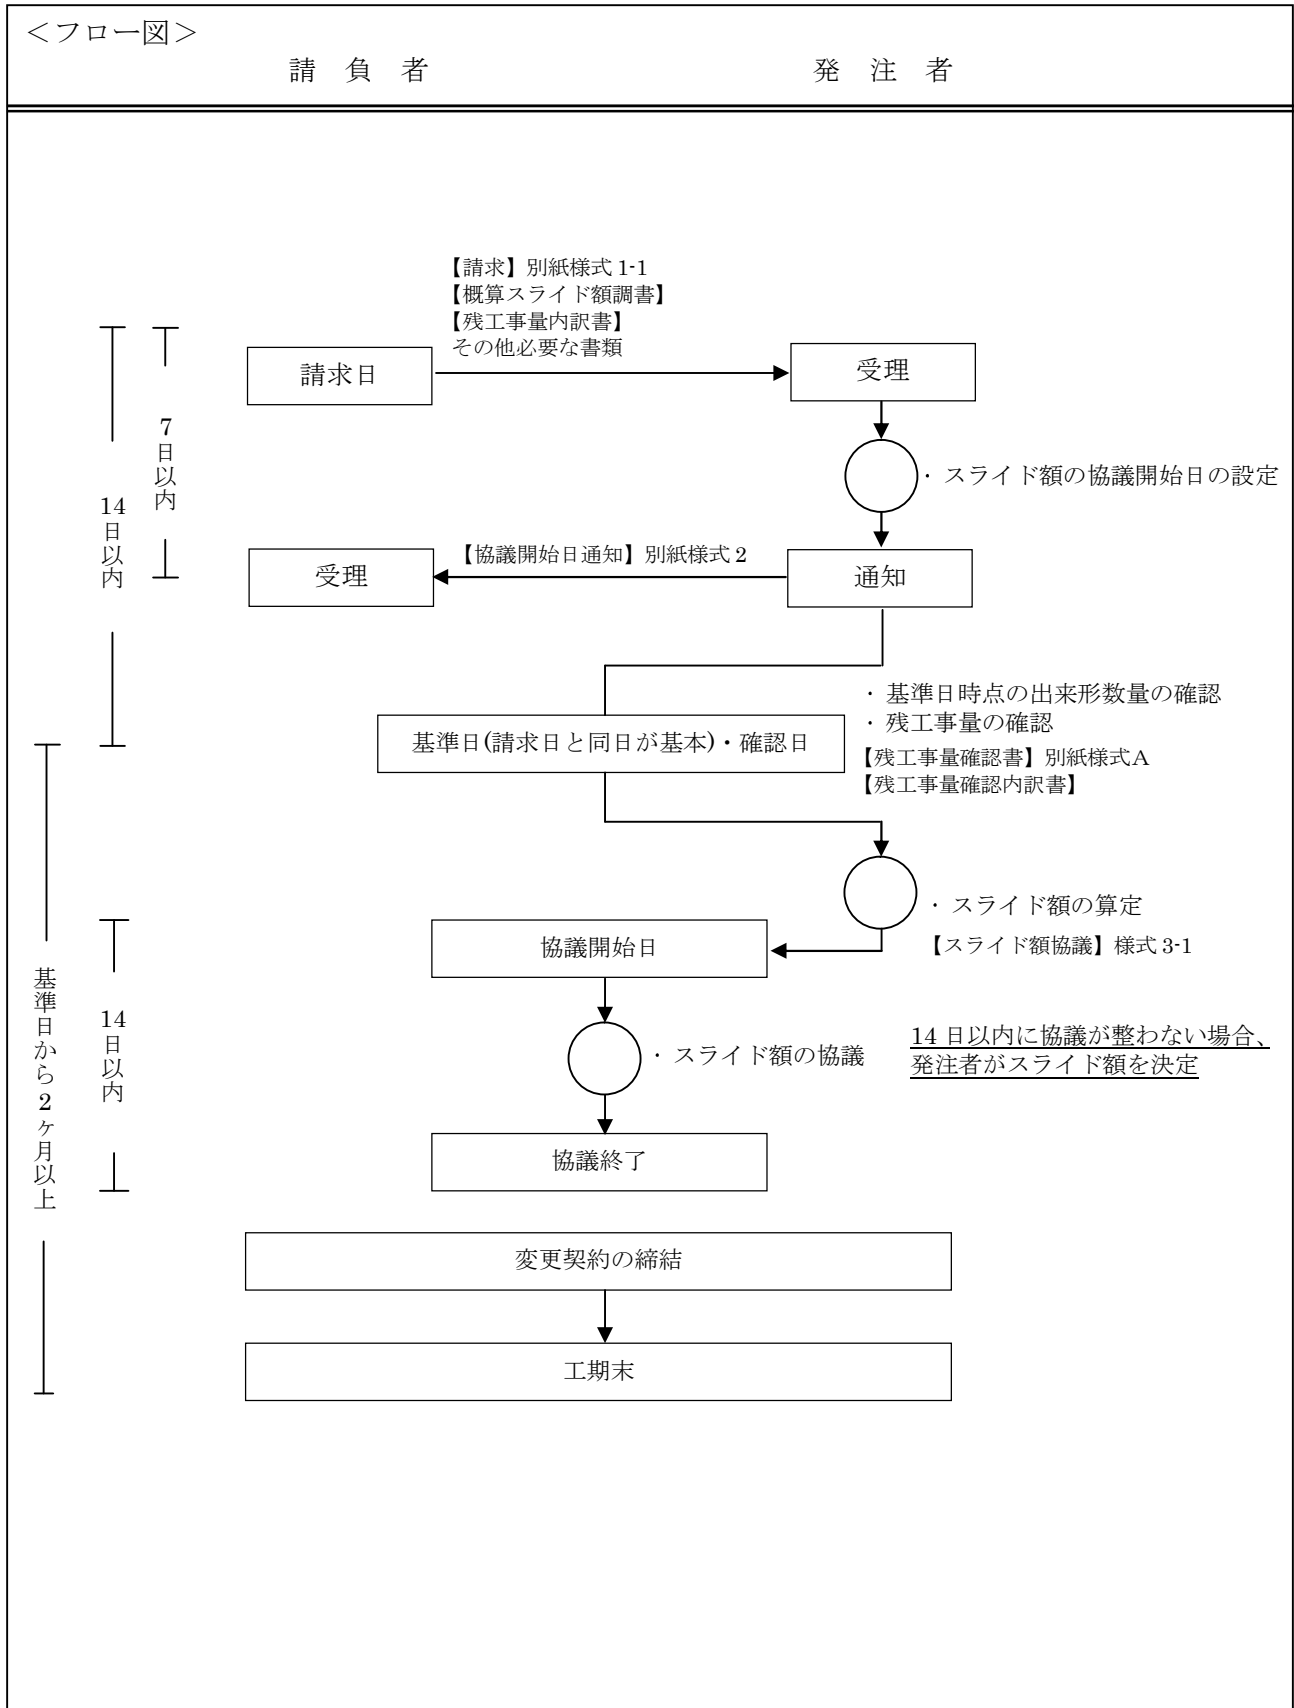 ＜フロー図＞
請　負　者　発　注　者
【請求】別紙様式 1-1
【概算スライド額調書】
【残工事量内訳書】
その他必要な書類
請求日
受理
7日以内
14日以内
・スライド額の協議開始日の設定
【協議開始日通知】別紙様式 2
受理
通知
・基準日時点の出来形数量の確認
・残工事量の確認
基準日(請求日と同日が基本)・確認日
【残工事量確認書】別紙様式A
【残工事量確認内訳書】
・スライド額の算定
【スライド額協議】様式 3-1
協議開始日
基準日から2ヶ月以上
14日以内
・スライド額の協議
14 日以内に協議が整わない場合、
発注者がスライド額を決定
協議終了
変更契約の締結
工期末